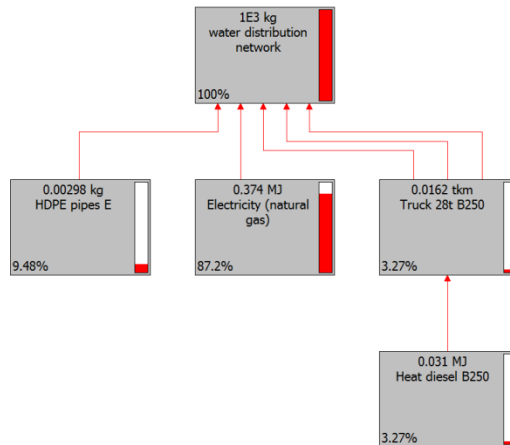 1E3 kg
water distribution
network
100%
0.00298 kg
HDPE pipes E
9.48%
0.374 MJ
Electricity (natural
gas)
87.2%
0.0162 tkm
Truck 28t B250
3.27%
0.031 MJ
Heat diesel B250
3.27%